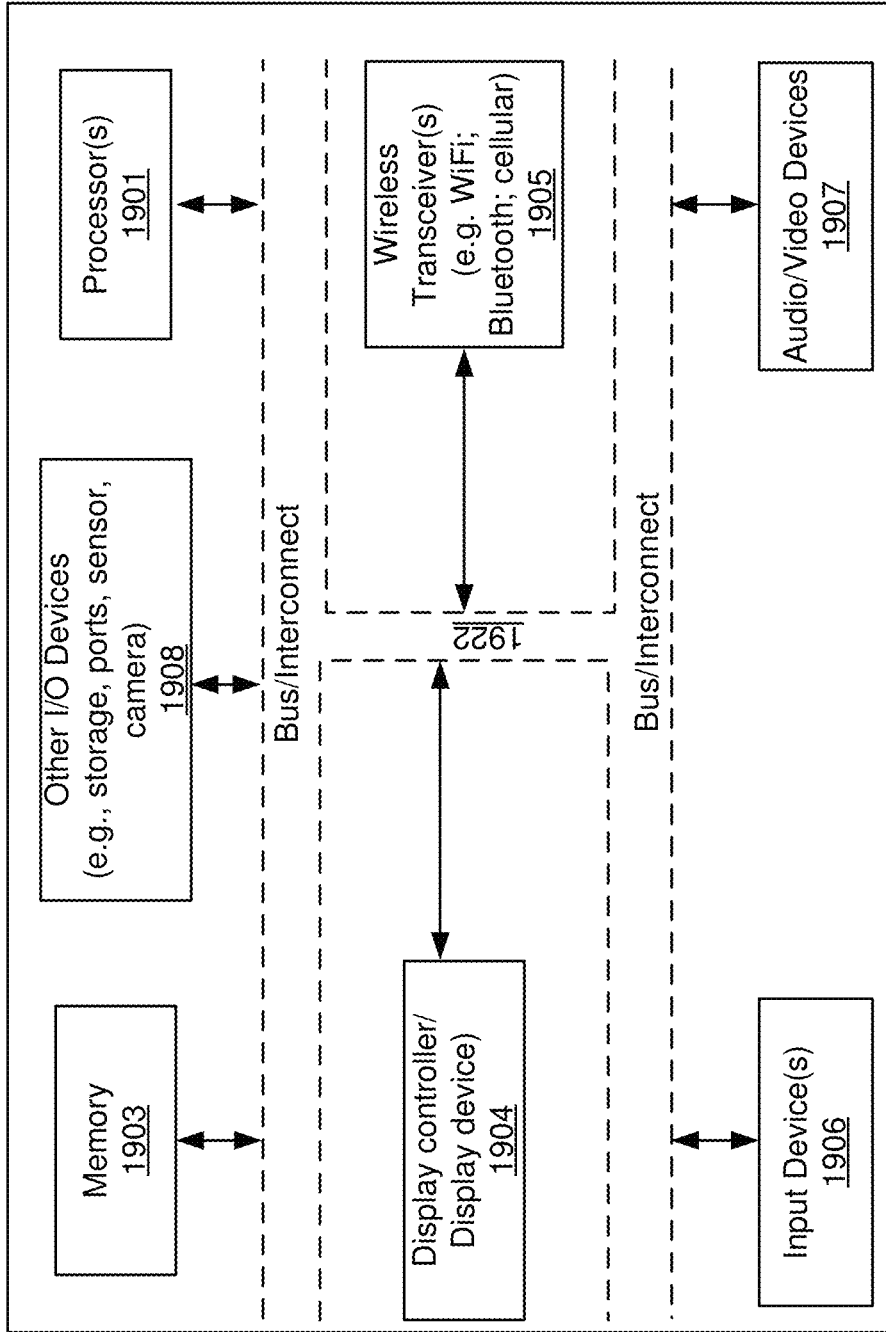 Processor(s)
1901
Other I/O Devices
(e.g., storage, ports, sensor,
camera)
1908
Memory
1903
Bus/Interconnect
Wireless
Transceiver(s)
(e.g. WiFi;
Bluetooth; cellular)
1905
1922
Display controller/
Display device)
1904
Bus/Interconnect
Audio/Video Devices
1907
Input Device(s)
1906